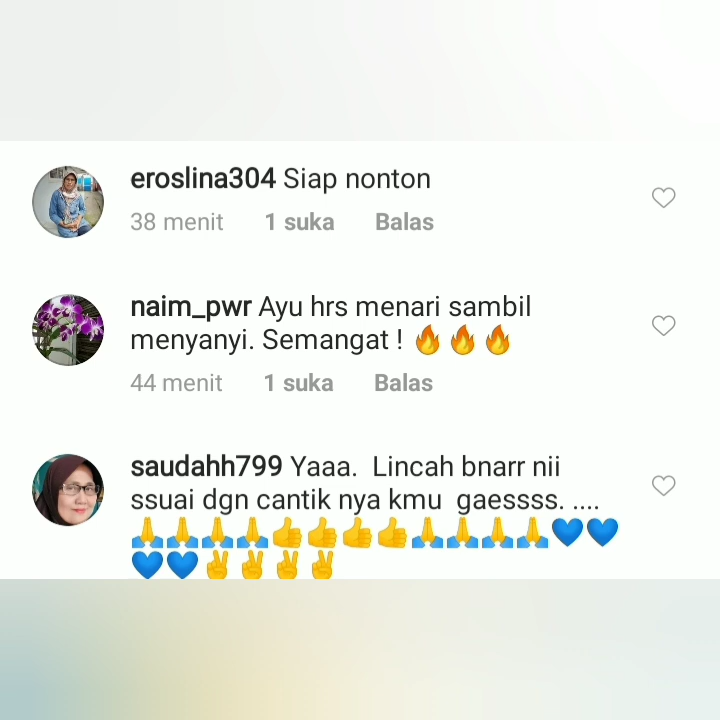 eroslina304 Siap nonton
38 menit 1 suka Balas
naim_pwr Ayu hrs menari sambil
menyanyi. Semangat ! 🔥🔥🔥
44 menit 1 suka Balas
saudahh799 Yaaa. Lincah bnarr nii
ssuai dgn cantik nya kmu gaessss. ....
🙏🙏🙏🙏👍👍👍👍🙏🙏🙏🙏💙💙
💙💙✌️✌️✌️✌️